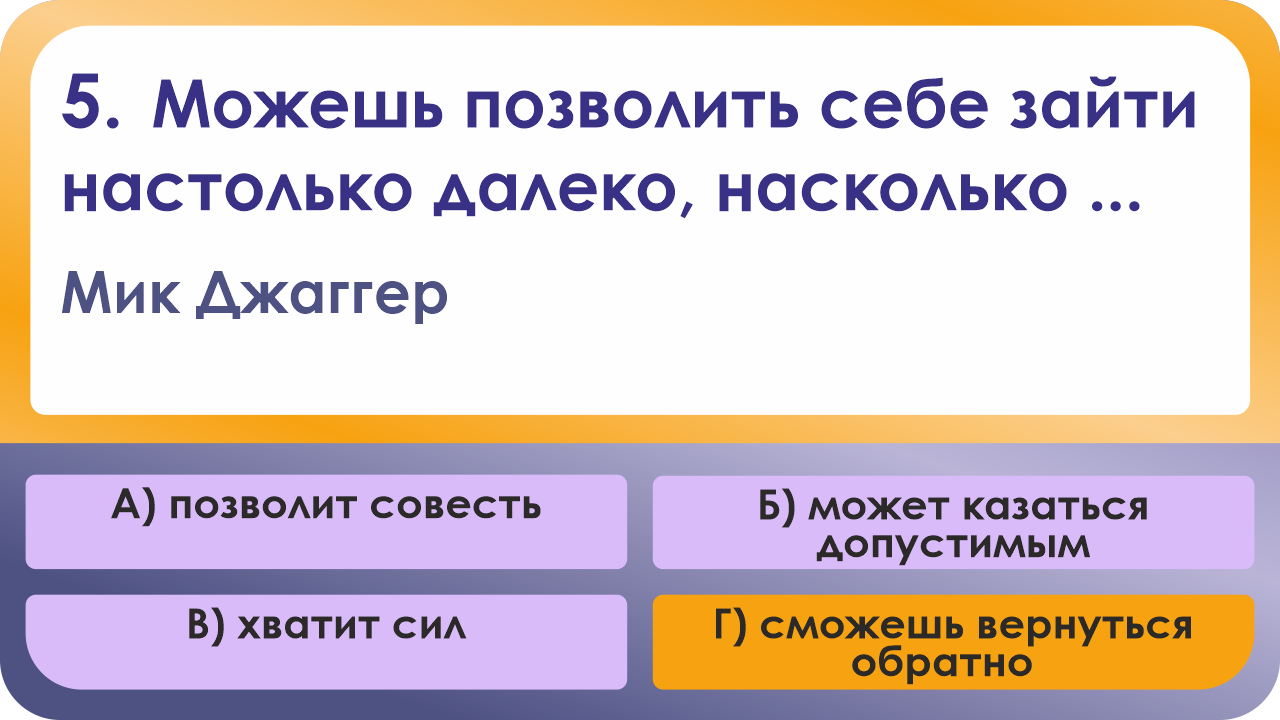 5. Можешь позволить себе зайти
настолько далеко, насколько ...
Мик Джаггер
А) позволит совесть
Б) может казаться
допустимым
В) хватит сил
Г) сможешь вернуться
обратно